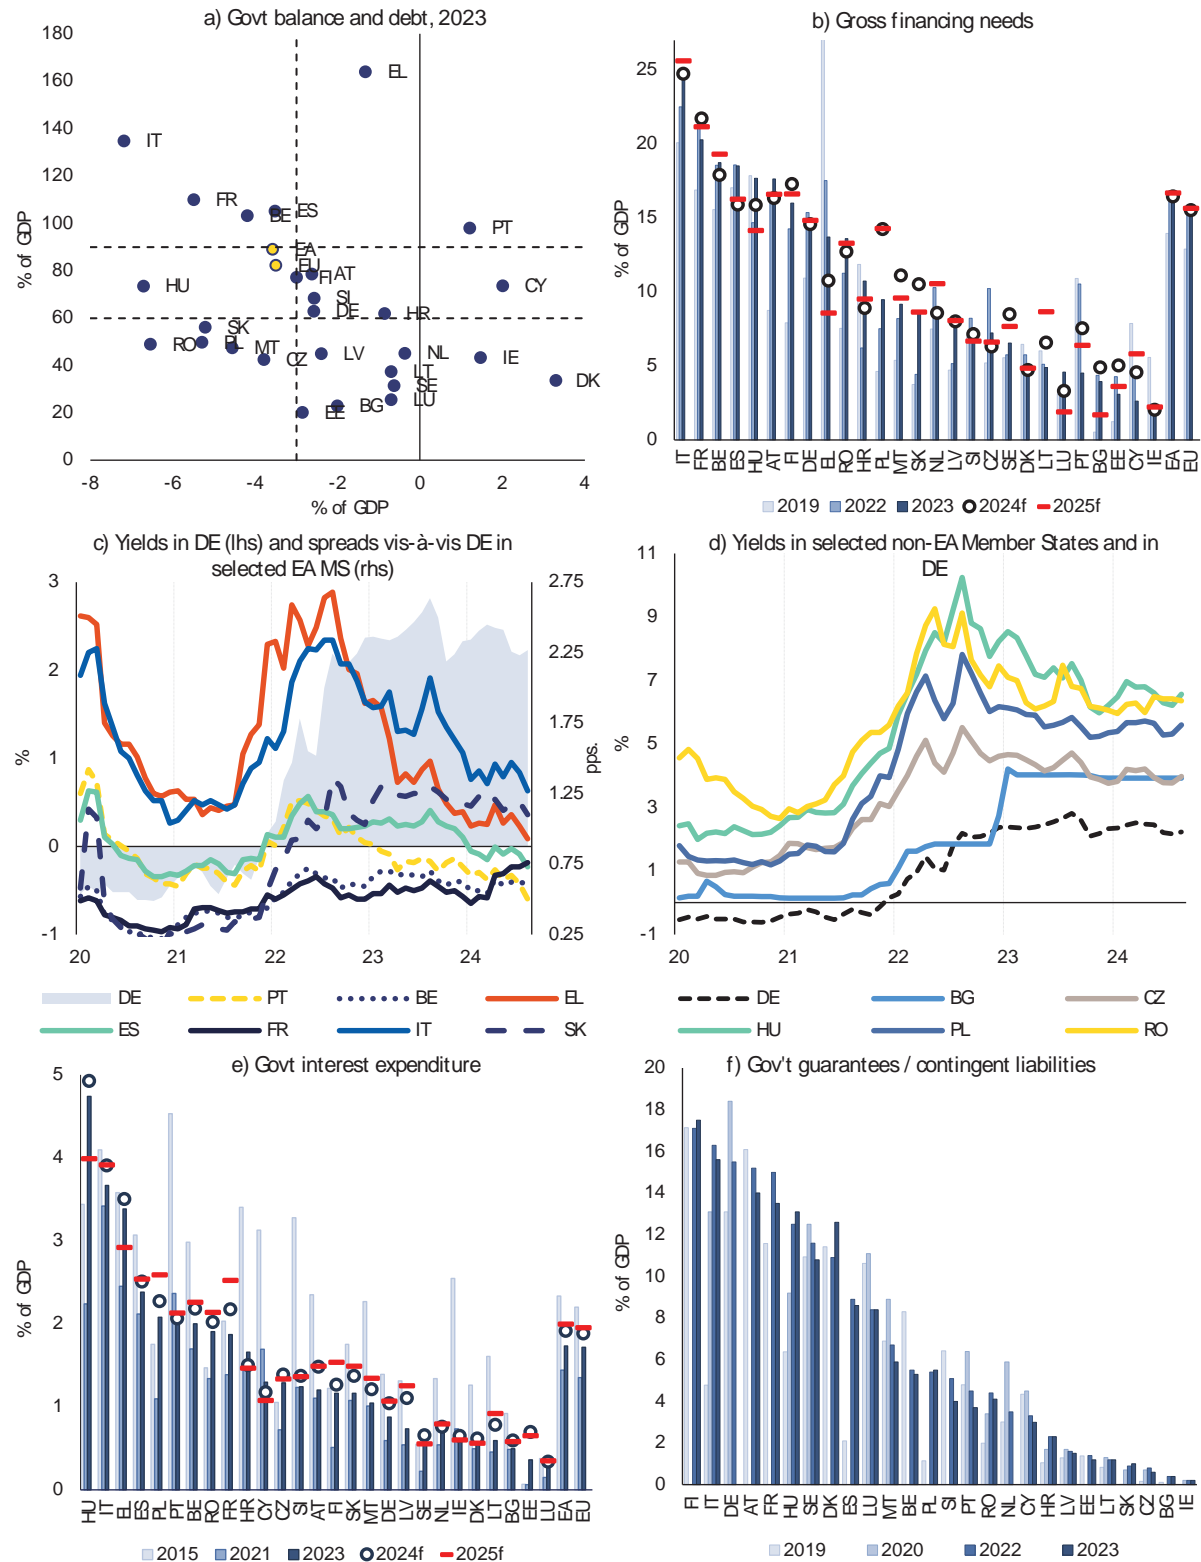 a) Govt balance and debt, 2023
180
160
140
120
100
80
60
40
20
0
% of GDP
EL
IT
FR
BE
ES
PT
EA
EU
FI
AT
HU
CY
SI
DE
HR
SK
RO
PL
MT
CZ
LV
NL
IE
LT
SE
DK
LU
BG
EE
-8 -6 -4 -2 0 2 4
% of GDP
b) Gross financing needs
25
20
15
10
5
0
% of GDP
IT FR BE ES HU AT FI DE EL RO HR PL MT SK NL LV SI CZ SE DK LT LU PT BG EE CY IE EA EU
2019 2022 2023 2024f 2025f
c) Yields in DE (lhs) and spreads vis-à-vis DE in
selected EA MS (rhs)
3
2
1
0
-1
%
2.75
2.25
1.75
1.25
0.75
0.25
pps.
20 21 22 23 24
DE PT BE EL
ES FR IT SK
d) Yields in selected non-EA Member States and in
DE
11
9
7
5
3
1
-1
%
20 21 22 23 24
DE BG CZ
HU PL RO
e) Govt interest expenditure
5
4
3
2
1
0
% of GDP
HU IT EL ES PL PT BE RO FR HR CY CZ SI AT FI SK MT DE LV SE NL IE DK LT BG EE LU EA EU
2015 2021 2023 2024f 2025f
f) Gov't guarantees / contingent liabilities
20
18
16
14
12
10
8
6
4
2
0
% of GDP
FI IT DE AT FR HU SE DK ES LU MT BE PL SI PT RO NL CY HR LV EE LT SK CZ BG IE
2019 2020 2022 2023